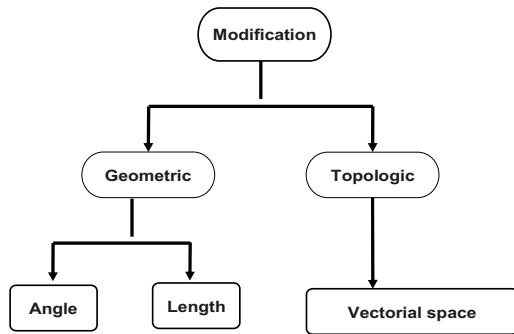 Modification
Geometric
Topologic
Angle
Length
Vectorial space